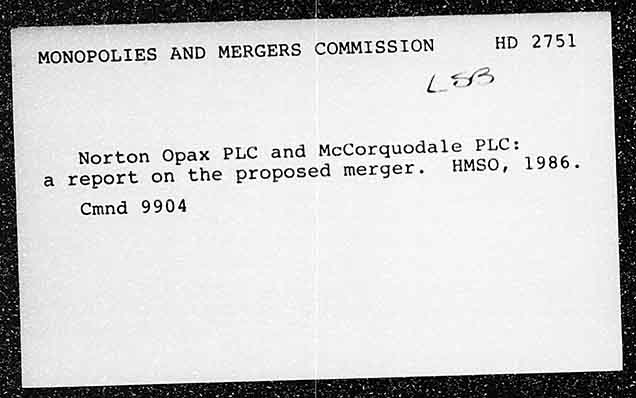 MONOPOLIES AND MERGERS COMMISSION HD 2751
LSB
Norton Opax PLC and McCorquodale PLC:
a report on the proposed merger. HMSO, 1986.
Cmnd 9904